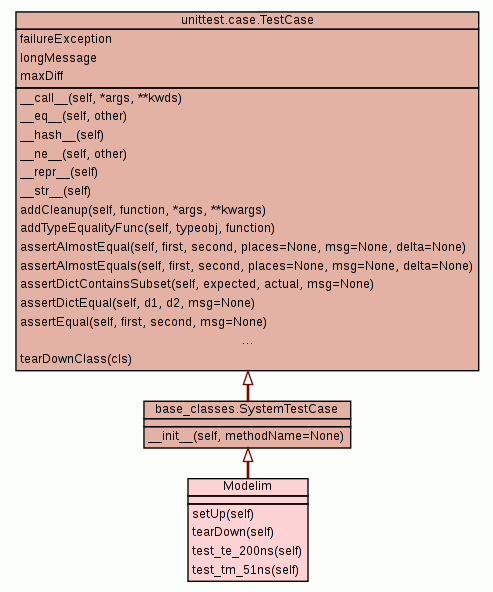 unittest.case.TestCase
failureException
longMessage
maxDiff
__call__(self, *args, **kwds)
__eq__(self, other)
__hash__(self)
__ne__(self, other)
__repr__(self)
__str__(self)
addCleanup(self, function, *args, **kwargs)
addTypeEqualityFunc(self, typeobj, function)
assertAlmostEqual(self, first, second, places=None, msg=None, delta=None)
assertAlmostEquals(self, first, second, places=None, msg=None, delta=None)
assertDictContainsSubset(self, expected, actual, msg=None)
assertDictEqual(self, d1, d2, msg=None)
assertEqual(self, first, second, msg=None)
...
tearDownClass(cls)
base_classes.SystemTestCase
__init__(self, methodName=None)
Modelim
setUp(self)
tearDown(self)
test_te_200ns(self)
test_tm_51ns(self)